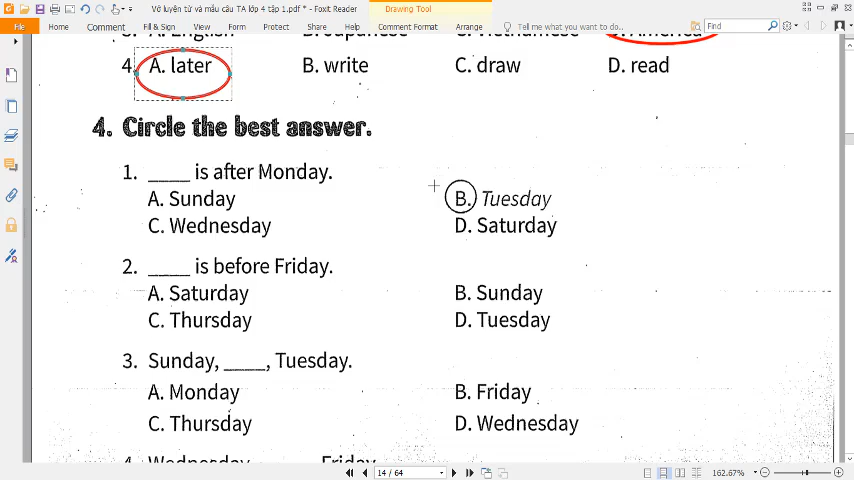 Vở luyện từ và mẫu câu TA lớp 4 tập 1.pdf * - Foxit Reader
Drawing Tool
File Home Comment Fill & Sign View Form Protect Share Help Comment Format Arrange Tell me what you want to do.. Find
4. A. later B. write C. draw D. read
4. Circle the best answer.
1. ____ is after Monday.
A. Sunday B. Tuesday
C. Wednesday D. Saturday
2. ____ is before Friday.
A. Saturday B. Sunday
C. Thursday D. Tuesday
3. Sunday, ____, Tuesday.
A. Monday B. Friday
C. Thursday D. Wednesday
14 / 64 162.67%